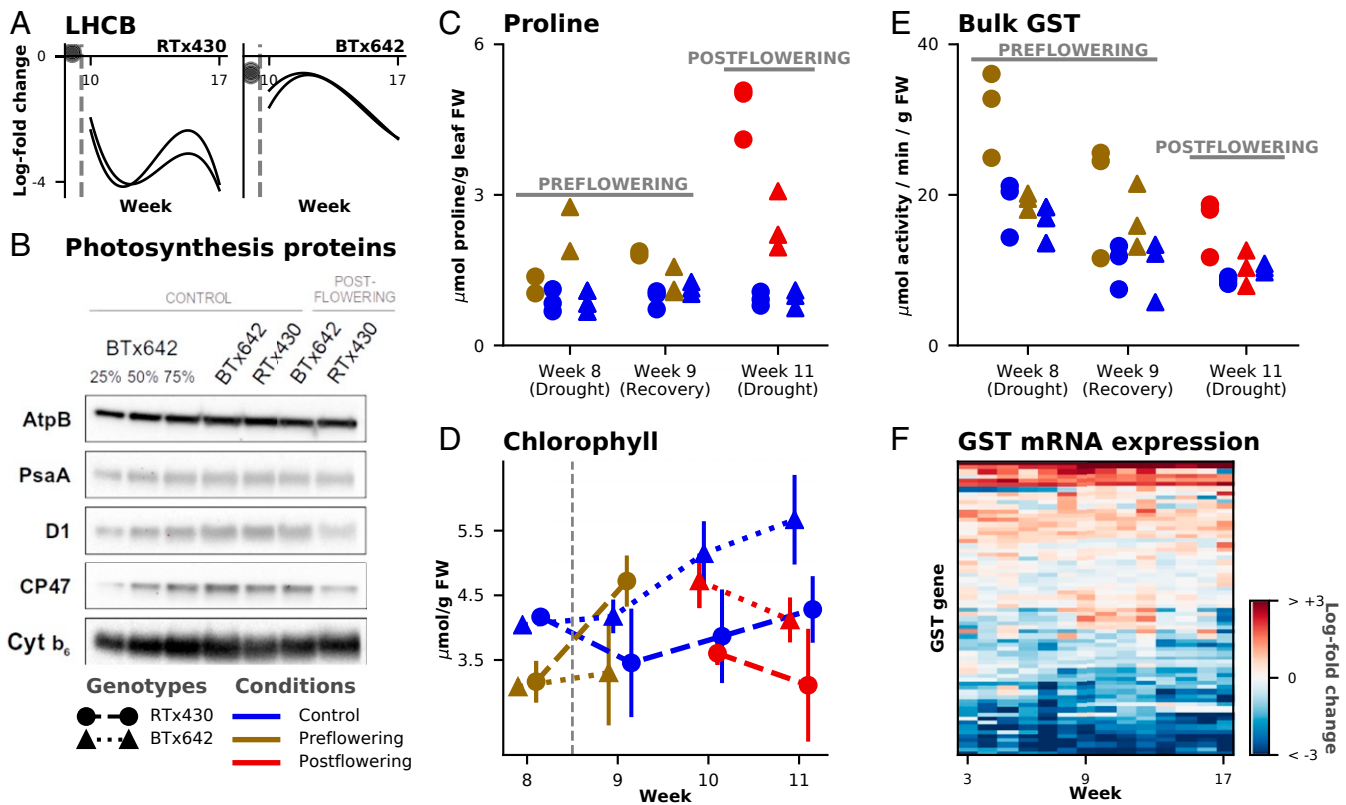 A LHCB
RTx430
BTx642
Log-fold change
0
-4
10
17
10
17
Week
Week
B Photosynthesis proteins
CONTROL
POST-
FLOWERING
BTx642
25% 50% 75%
BTx642
RTx430
BTx642
RTx430
AtpB
PsaA
D1
CP47
Cyt b6
Genotypes
RTx430
BTx642
Conditions
Control
Preflowering
Postflowering
C Proline
μmol proline/g leaf FW
6
3
0
PREFLOWERING
POSTFLOWERING
Week 8
(Drought)
Week 9
(Recovery)
Week 11
(Drought)
D Chlorophyll
μmol/g FW
5.5
4.5
3.5
8
9
10
11
Week
E Bulk GST
μmol activity / min / g FW
40
20
0
PREFLOWERING
POSTFLOWERING
Week 8
(Drought)
Week 9
(Recovery)
Week 11
(Drought)
F GST mRNA expression
GST gene
3
9
17
Week
> +3
0
< -3
Log-fold change